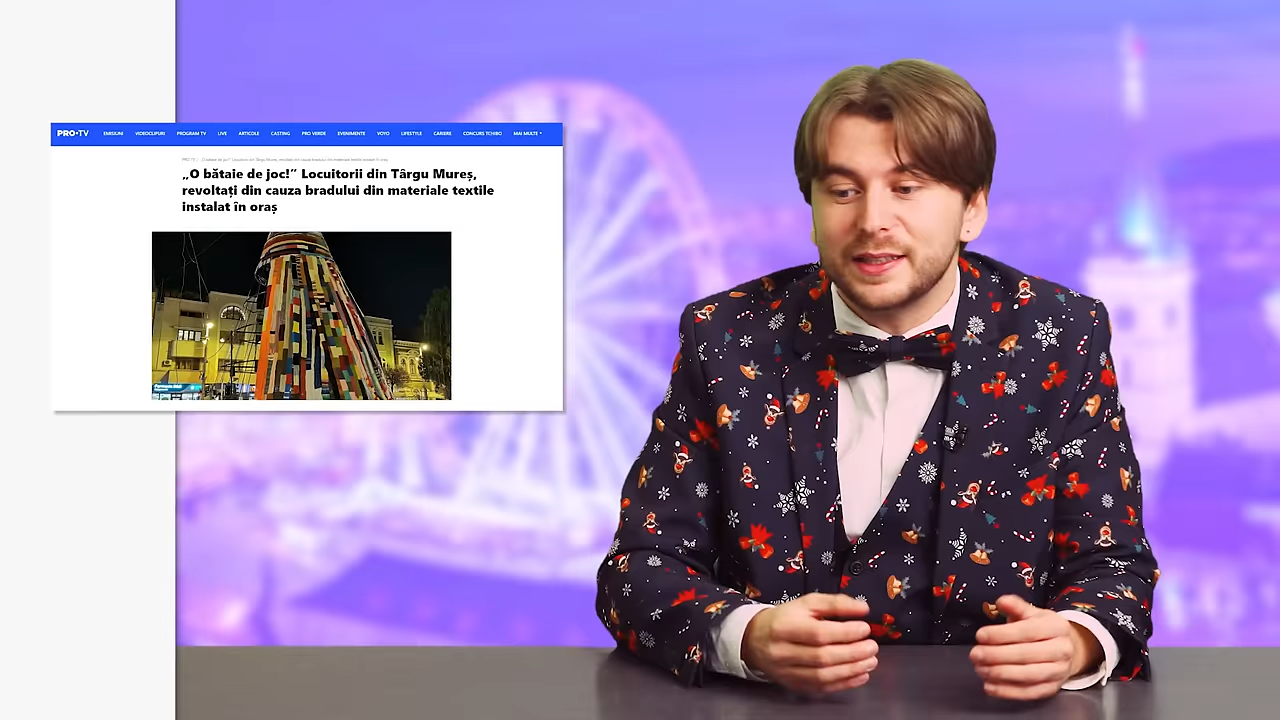 PRO•TV EMISIUNI VIDEOCLIPURI PROGRAM TV LIVE ARTICOLE CASTING PRO VERDE EVENIMENTE VOYO LIFESTYLE CARIERE CONCURS TCHIBO MAI MULTE
„O bătaie de joc!” Locuitorii din Târgu Mureș,
revoltați din cauza bradului din materiale textile
instalat în oraș